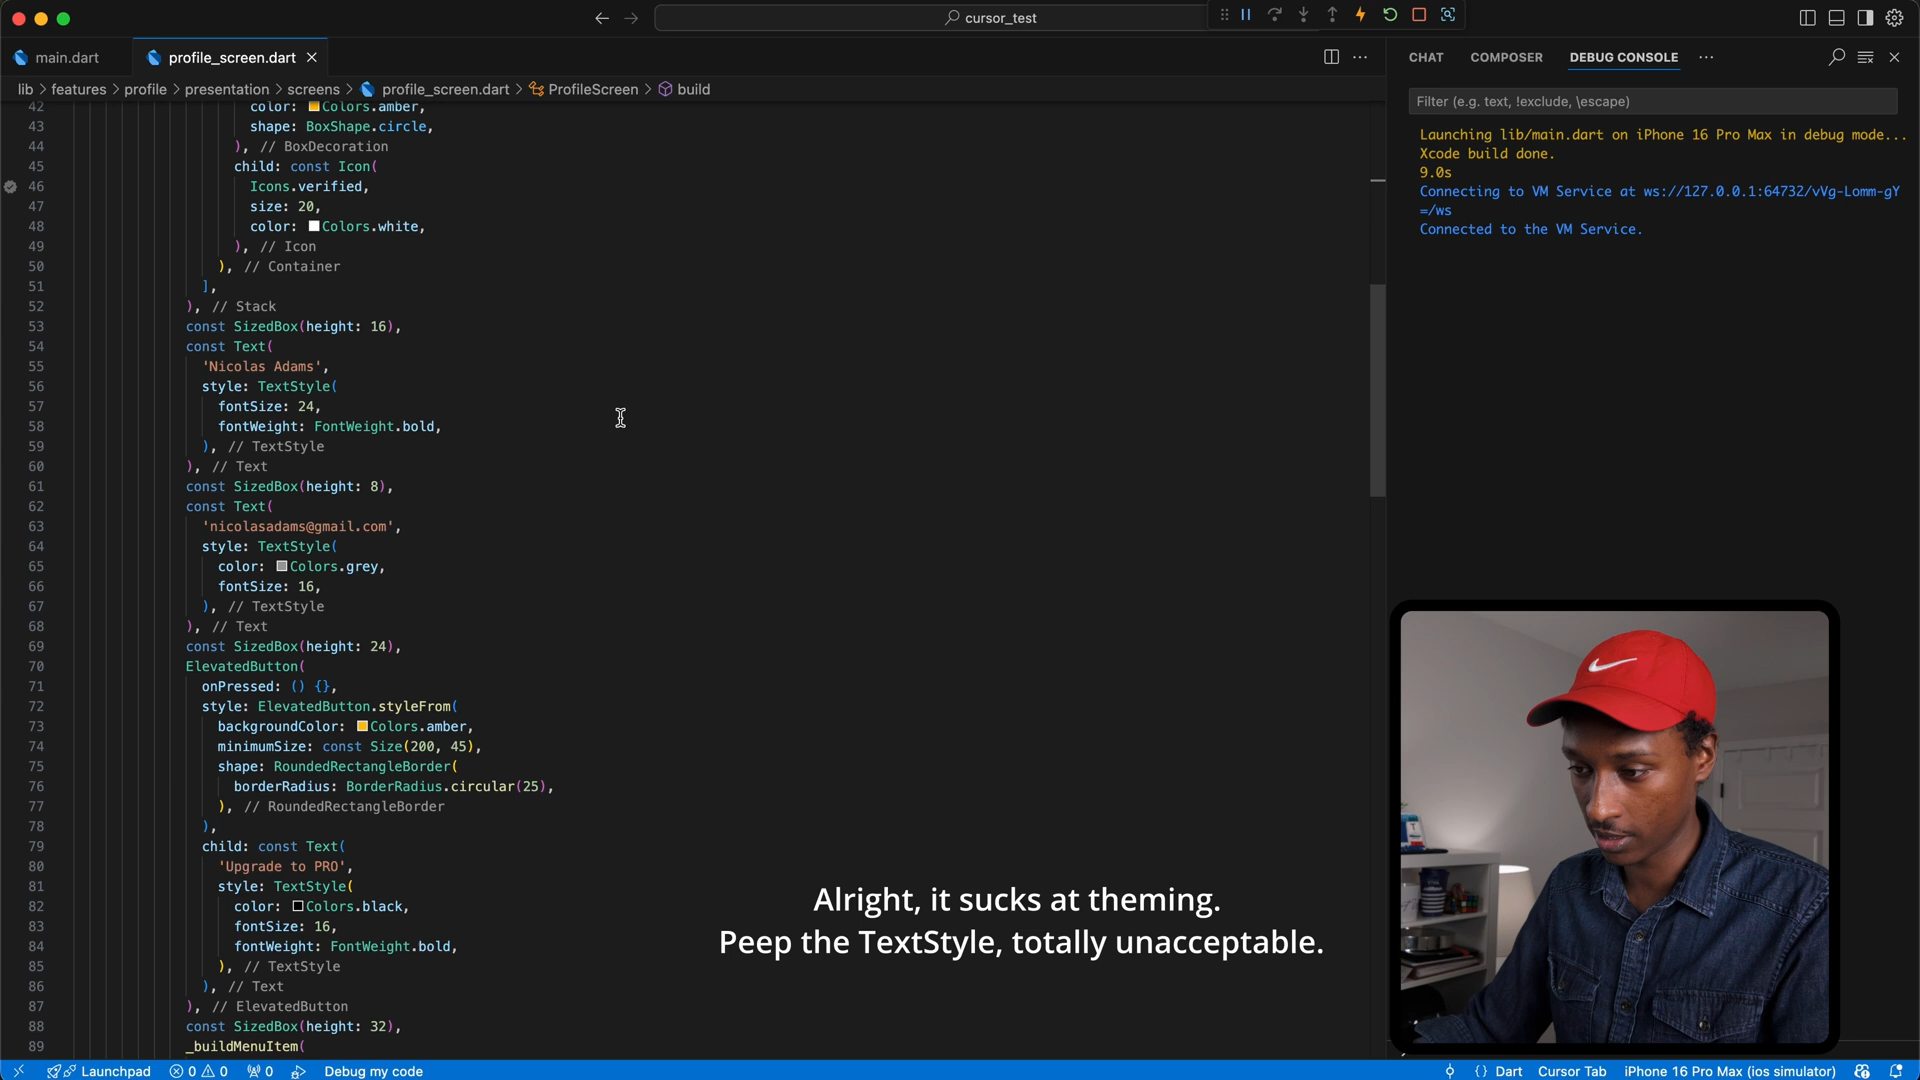 cursor_test
main.dart
profile_screen.dart
CHAT COMPOSER DEBUG CONSOLE
lib > features > profile > presentation > screens > profile_screen.dart > ProfileScreen > build
Filter (e.g. text, !exclude, \escape)
Launching lib/main.dart on iPhone 16 Pro Max in debug mode...
Xcode build done.
9.0s
Connecting to VM Service at ws://127.0.0.1:64732/vVg-Lomm-gY
=/ws
Connected to the VM Service.
42 color: Colors.amber,
43 shape: BoxShape.circle,
44 ), // BoxDecoration
45 child: const Icon(
46 Icons.verified,
47 size: 20,
48 color: Colors.white,
49 ), // Icon
50 ), // Container
51 ],
52 ), // Stack
53 const SizedBox(height: 16),
54 const Text(
55 'Nicolas Adams',
56 style: TextStyle(
57 fontSize: 24,
58 fontWeight: FontWeight.bold,
59 ), // TextStyle
60 ), // Text
61 const SizedBox(height: 8),
62 const Text(
63 'nicolasadams@gmail.com',
64 style: TextStyle(
65 color: Colors.grey,
66 fontSize: 16,
67 ), // TextStyle
68 ), // Text
69 const SizedBox(height: 24),
70 ElevatedButton(
71 onPressed: () {},
72 style: ElevatedButton.styleFrom(
73 backgroundColor: Colors.amber,
74 minimumSize: const Size(200, 45),
75 shape: RoundedRectangleBorder(
76 borderRadius: BorderRadius.circular(25),
77 ), // RoundedRectangleBorder
78 ),
79 child: const Text(
80 'Upgrade to PRO',
81 style: TextStyle(
82 color: Colors.black,
83 fontSize: 16,
84 fontWeight: FontWeight.bold,
85 ), // TextStyle
86 ), // Text
87 ), // ElevatedButton
88 const SizedBox(height: 32),
89 _buildMenuItem(
Alright, it sucks at theming.
Peep the TextStyle, totally unacceptable.
Launchpad 0 0 0 Debug my code {} Dart Cursor Tab iPhone 16 Pro Max (ios simulator)